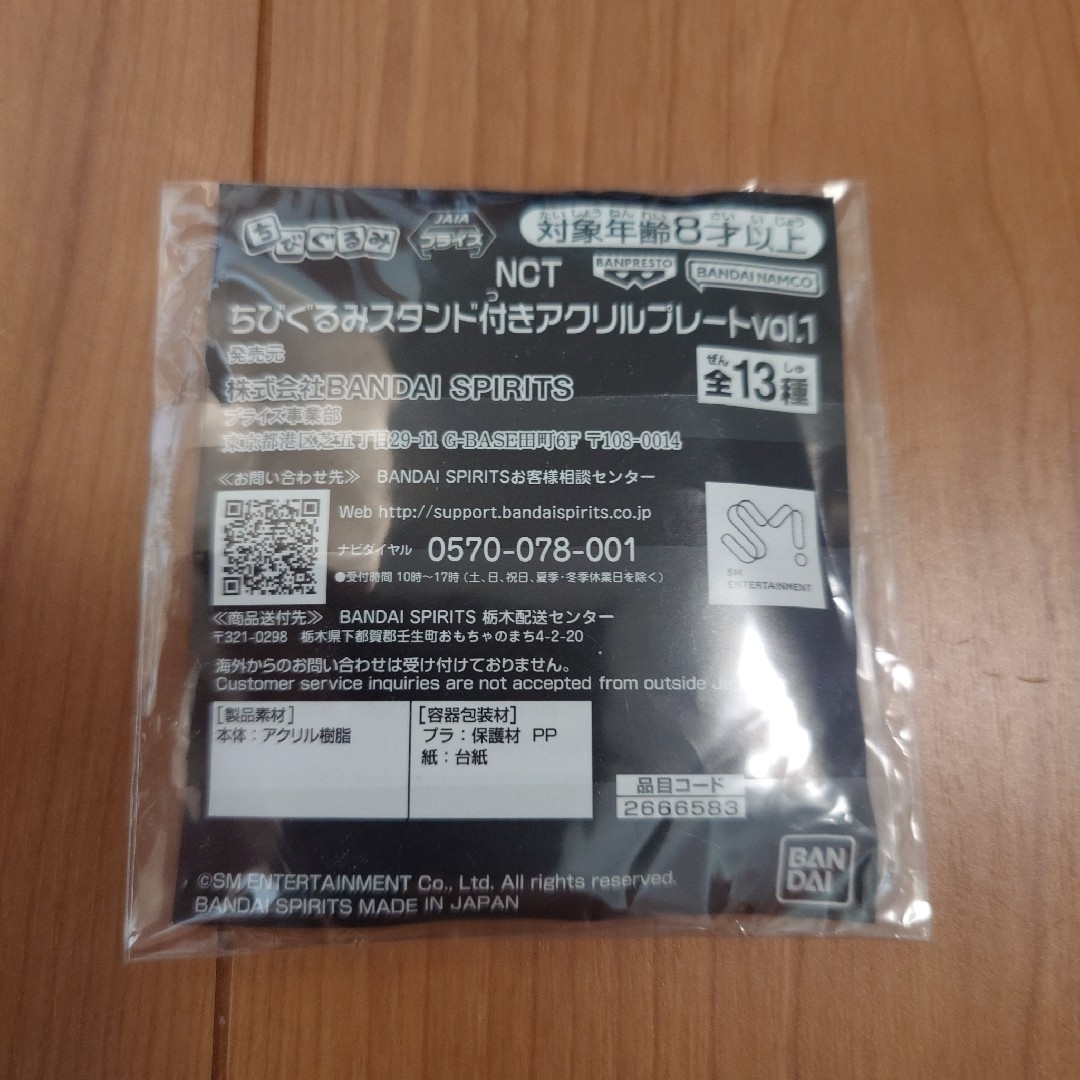 ちびぐるみ
JAIA
プライズ
たいしょうねんれい さいいじょう
対象年齢8才以上
NCT
BANPRESTO
BANDAI NAMCO
つ
ちびぐるみスタンド付きアクリルプレートvol.1
発売元
ぜん しゅ
全13種
株式会社BANDAI SPIRITS
プライズ事業部
東京都港区芝五丁目29-11 G-BASE田町6F 〒108-0014
≪お問い合わせ先≫ BANDAI SPIRITSお客様相談センター
Web http://support.bandaispirits.co.jp
ナビダイヤル 0570-078-001
●受付時間 10時～17時（土、日、祝日、夏季・冬季休業日を除く）
SM
ENTERTAINMENT
≪商品送付先≫ BANDAI SPIRITS 栃木配送センター
〒321-0298 栃木県下都賀郡壬生町おもちゃのまち4-2-20
海外からのお問い合わせは受け付けておりません。
Customer service inquiries are not accepted from outside
[製品素材]
本体：アクリル樹脂
[容器包装材]
プラ：保護材 PP
紙：台紙
品目コード
2666583
©SM ENTERTAINMENT Co., Ltd. All rights reserved.
BANDAI SPIRITS MADE IN JAPAN
BAN
DAI